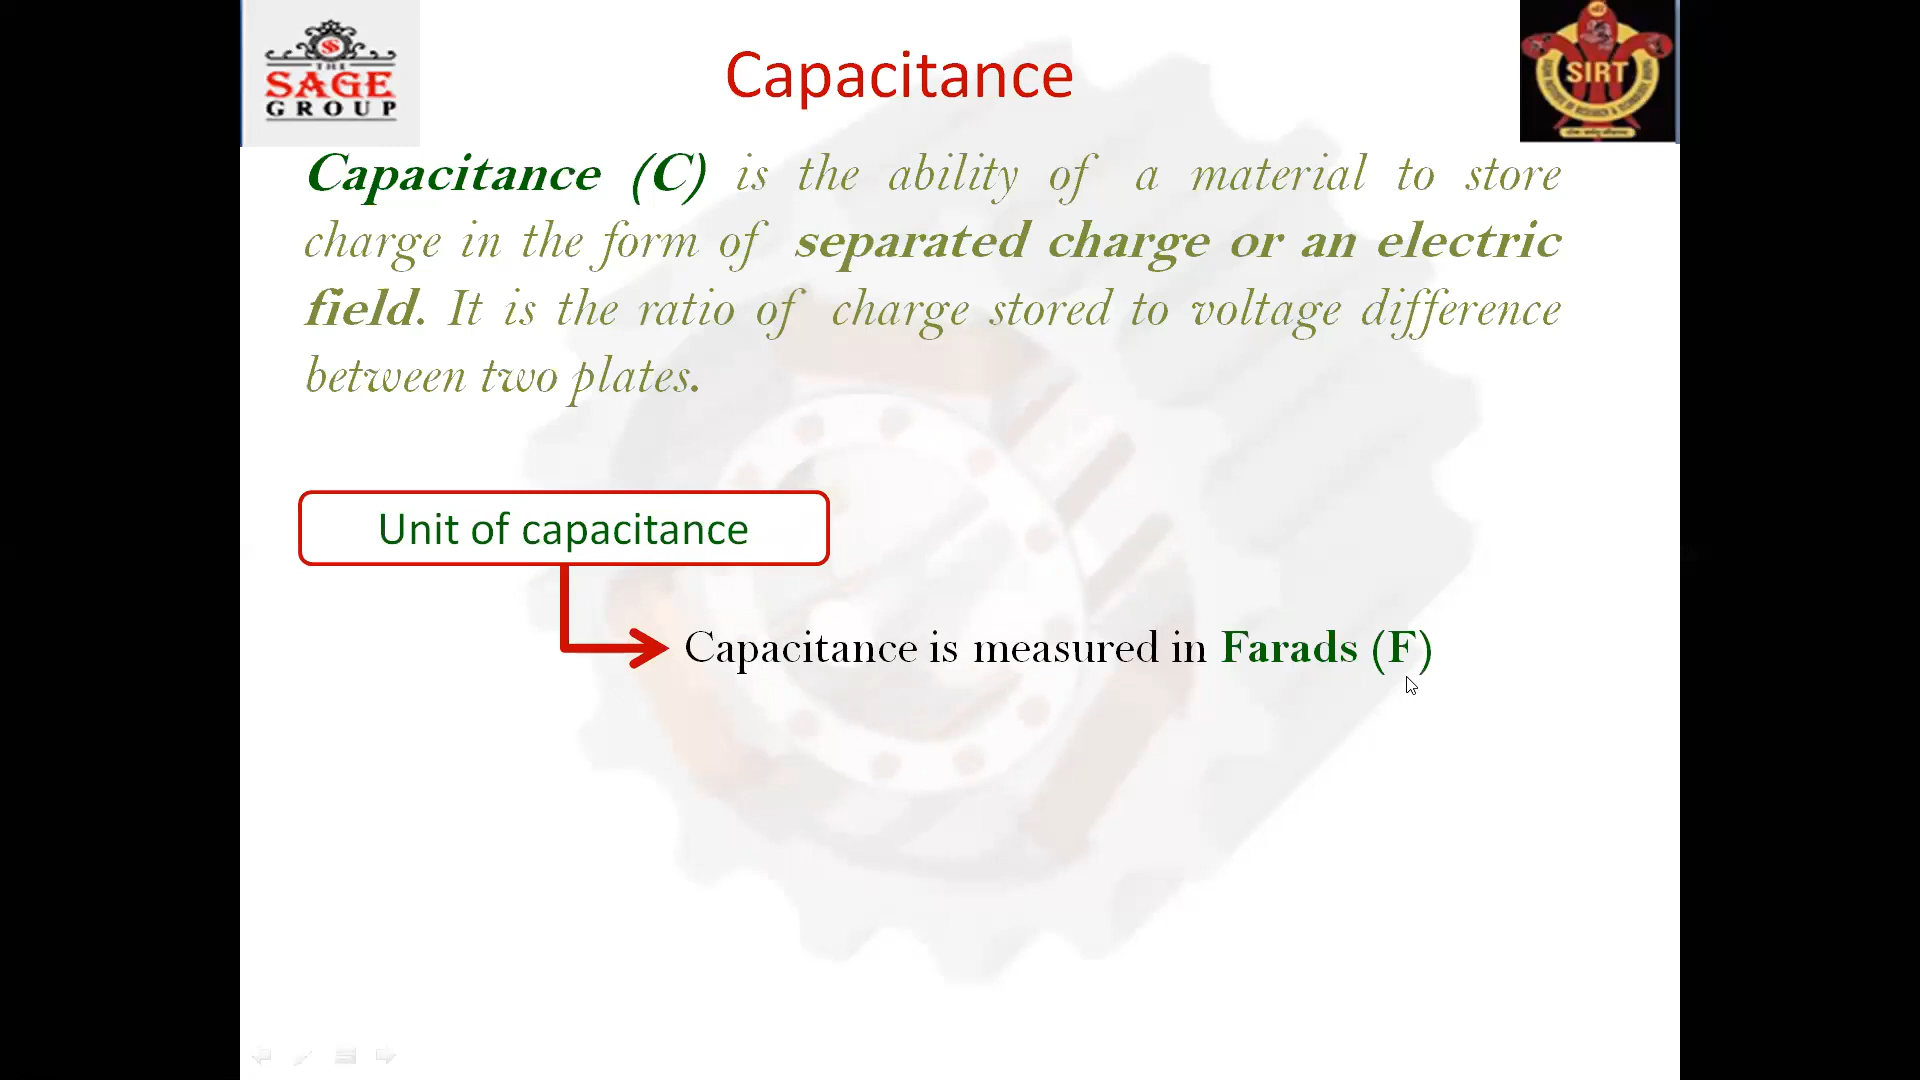 THE
SAGE
GROUP
Capacitance
SIRT
Capacitance (C) is the ability of a material to store
charge in the form of separated charge or an electric
field. It is the ratio of charge stored to voltage difference
between two plates.
Unit of capacitance
Capacitance is measured in Farads (F)